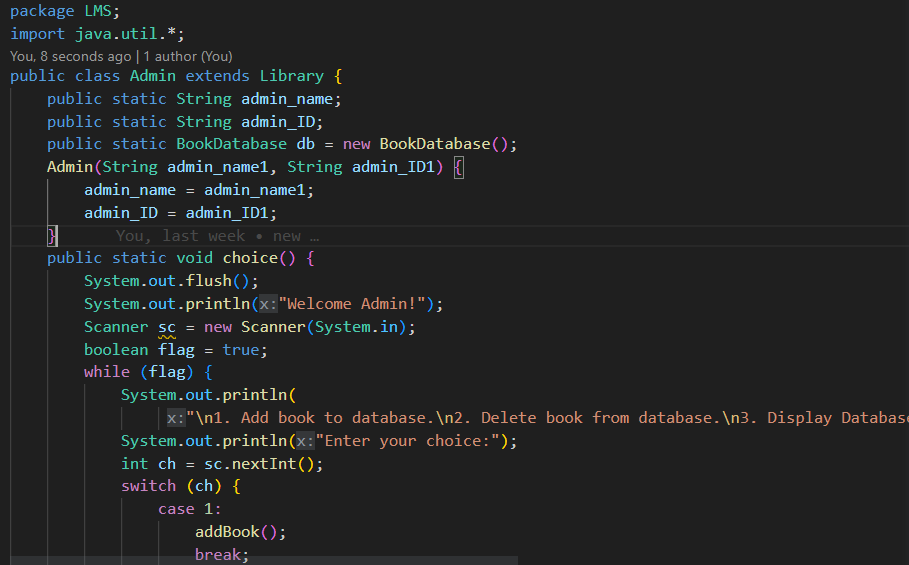 package LMS;
import java.util.*;
You, 8 seconds ago | 1 author (You)
public class Admin extends Library {
public static String admin_name;
public static String admin_ID;
public static BookDatabase db = new BookDatabase();
Admin(String admin_name1, String admin_ID1) {
admin_name = admin_name1;
admin_ID = admin_ID1;
} You, last week • new …
public static void choice() {
System.out.flush();
System.out.println(x:"Welcome Admin!");
Scanner sc = new Scanner(System.in);
boolean flag = true;
while (flag) {
System.out.println(
x:"\n1. Add book to database.\n2. Delete book from database.\n3. Display Database
System.out.println(x:"Enter your choice:");
int ch = sc.nextInt();
switch (ch) {
case 1:
addBook();
break;